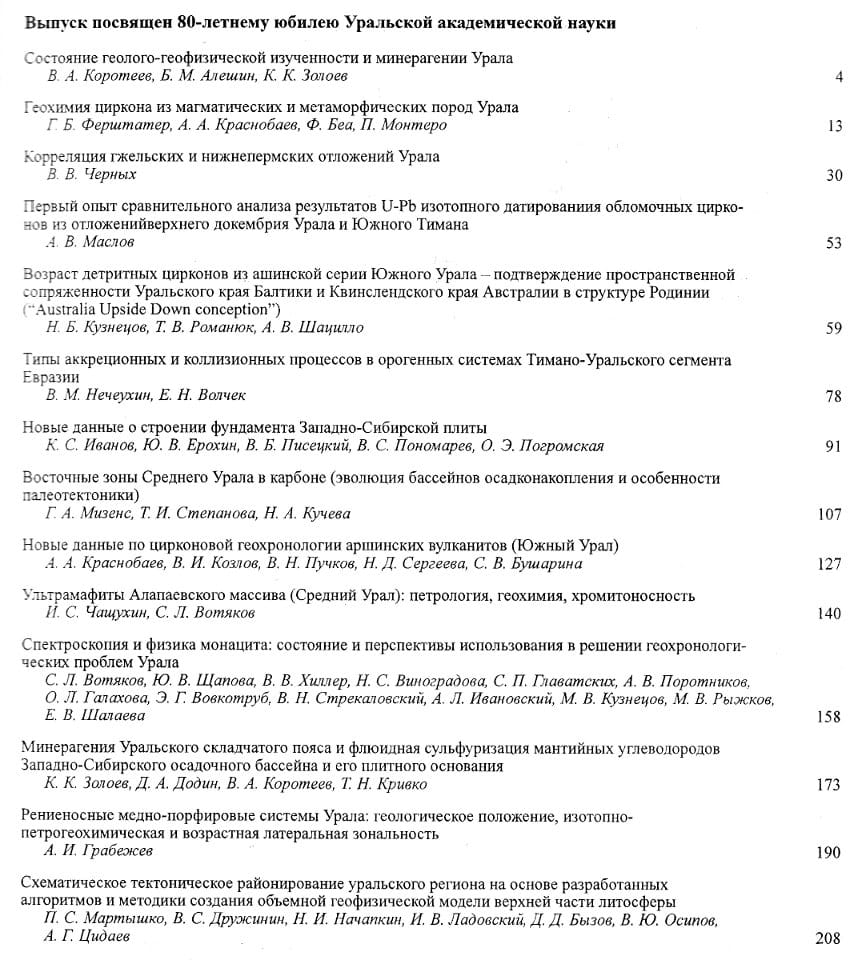 Выпуск посвящен 80-летнему юбилею Уральской академической науки
Состояние геолого-геофизической изученности и минерагении Урала
В. А. Коротеев, Б. М. Алешин, К. К. Золоев
4
Геохимия циркона из магматических и метаморфических пород Урала
Г. Б. Ферштатер, А. А. Краснобаев, Ф. Беа, П. Монтеро
13
Корреляция гжельских и нижнепермских отложений Урала
В. В. Черных
30
Первый опыт сравнительного анализа результатов U-Pb изотопного датированиия обломочных цирко-
нов из отложенийверхнего докембрия Урала и Южного Тимана
А. В. Маслов
53
Возраст детритных цирконов из ашинской серии Южного Урала – подтверждение пространственной
сопряженности Уральского края Балтики и Квинслендского края Австралии в структуре Родинии
(“Australia Upside Down conception”)
Н. Б. Кузнецов, Т. В. Романюк, А. В. Шацилло
59
Типы аккреционных и коллизионных процессов в орогенных системах Тимано-Уральского сегмента
Евразии
В. М. Нечеухин, Е. Н. Волчек
78
Новые данные о строении фундамента Западно-Сибирской плиты
К. С. Иванов, Ю. В. Ерохин, В. Б. Писецкий, В. С. Пономарев, О. Э. Погромская
91
Восточные зоны Среднего Урала в карбоне (эволюция бассейнов осадконакопления и особенности
палеотектоники)
Г. А. Мизенс, Т. И. Степанова, Н. А. Кучева
107
Новые данные по цирконовой геохронологии аршинских вулканитов (Южный Урал)
А. А. Краснобаев, В. И. Козлов, В. Н. Пучков, Н. Д. Сергеева, С. В. Бушарина
127
Ультрамафиты Алапаевского массива (Средний Урал): петрология, геохимия, хромитоносность
И. С. Чащухин, С. Л. Вотяков
140
Спектроскопия и физика монацита: состояние и перспективы использования в решении геохронологи-
ческих проблем Урала
С. Л. Вотяков, Ю. В. Щапова, В. В. Хиллер, Н. С. Виноградова, С. П. Главатских, А. В. Поротников,
О. Л. Галахова, Э. Г. Вовкотруб, В. Н. Стрекаловский, А. Л. Ивановский, М. В. Кузнецов, М. В. Рыжков,
Е. В. Шалаева
158
Минерагения Уральского складчатого пояса и флюидная сульфуризация мантийных углеводородов
Западно-Сибирского осадочного бассейна и его плитного основания
К. К. Золоев, Д. А. Додин, В. А. Коротеев, Т. Н. Кривко
173
Рениеносные медно-порфировые системы Урала: геологическое положение, изотопно-
петрогеохимическая и возрастная латеральная зональность
А. И. Грабежев
190
Схематическое тектоническое районирование уральского региона на основе разработанных
алгоритмов и методики создания объемной геофизической модели верхней части литосферы
П. С. Мартышко, В. С. Дружинин, Н. И. Начапкин, И. В. Ладовский, Д. Д. Бызов, В. Ю. Осипов,
А. Г. Цидаев
208